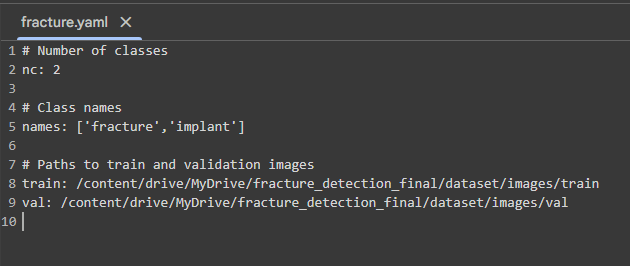 fracture.yaml ×
1 # Number of classes
2 nc: 2
3
4 # Class names
5 names: ['fracture','implant']
6
7 # Paths to train and validation images
8 train: /content/drive/MyDrive/fracture_detection_final/dataset/images/train
9 val: /content/drive/MyDrive/fracture_detection_final/dataset/images/val
10